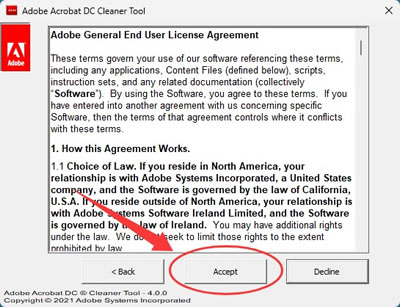 Adobe Acrobat DC Cleaner Tool
Adobe
Adobe General End User License Agreement
These terms govern your use of our software referencing these terms,
including any applications, Content Files (defined below), scripts,
instruction sets, and any related documentation (collectively
“Software”). By using the Software, you agree to these terms. If you
have entered into another agreement with us concerning specific
Software, then the terms of that agreement controls where it conflicts
with these terms.
1. How this Agreement Works.
1.1 Choice of Law. If you reside in North America, your
relationship is with Adobe Systems Incorporated, a United States
company, and the Software is governed by the law of California,
U.S.A. If you reside outside of North America, your relationship is
with Adobe Systems Software Ireland Limited, and the Software
is governed by the law of Ireland. You may have additional rights
under the law. We do not seek to limit those rights to the extent
prohibited by law.
< Back
Accept
Decline
Adobe Acrobat DC © Cleaner Tool - 4.0.0
Copyright © 2021 Adobe Systems Incorporated